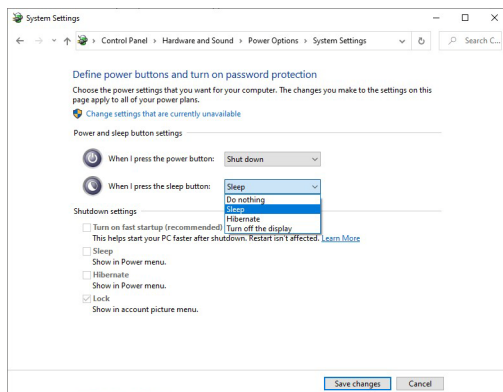 System Settings
Control Panel > Hardware and Sound > Power Options > System Settings
Search C...
Define power buttons and turn on password protection
Choose the power settings that you want for your computer. The changes you make to the settings on this
page apply to all of your power plans.
Change settings that are currently unavailable
Power and sleep button settings
When I press the power button: Shut down
When I press the sleep button: Sleep
Do nothing
Sleep
Hibernate
Turn off the display
Shutdown settings
Turn on fast startup (recommended)
This helps start your PC faster after shutdown. Restart isn't affected. Learn More
Sleep
Show in Power menu.
Hibernate
Show in Power menu.
Lock
Show in account picture menu.
Save changes Cancel